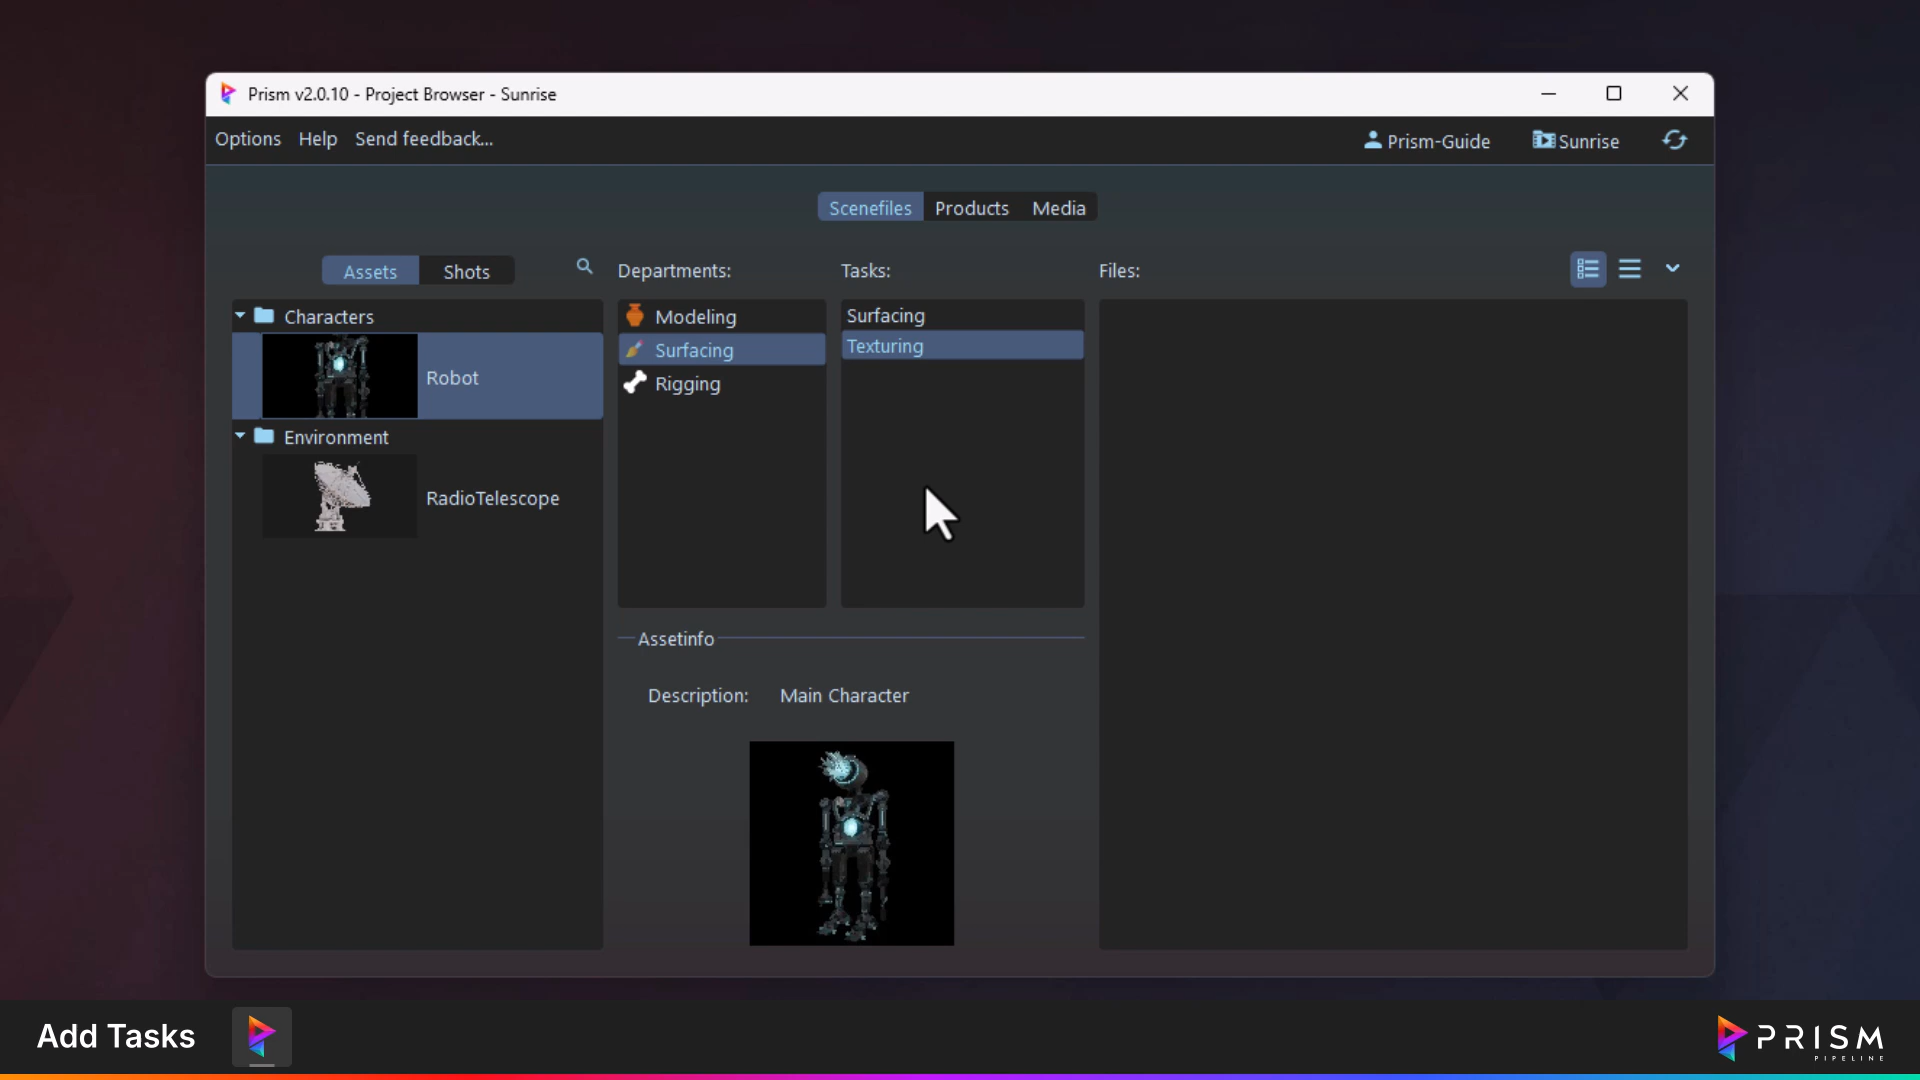 Prism v2.0.10 - Project Browser - Sunrise
Options Help Send feedback...
Prism-Guide Sunrise
Scenefiles Products Media
Assets Shots
Departments: Tasks: Files:
Characters
Robot
Environment
RadioTelescope
Modeling
Surfacing
Rigging
Surfacing
Texturing
Assetinfo
Description: Main Character
Add Tasks
PRISM
PIPELINE